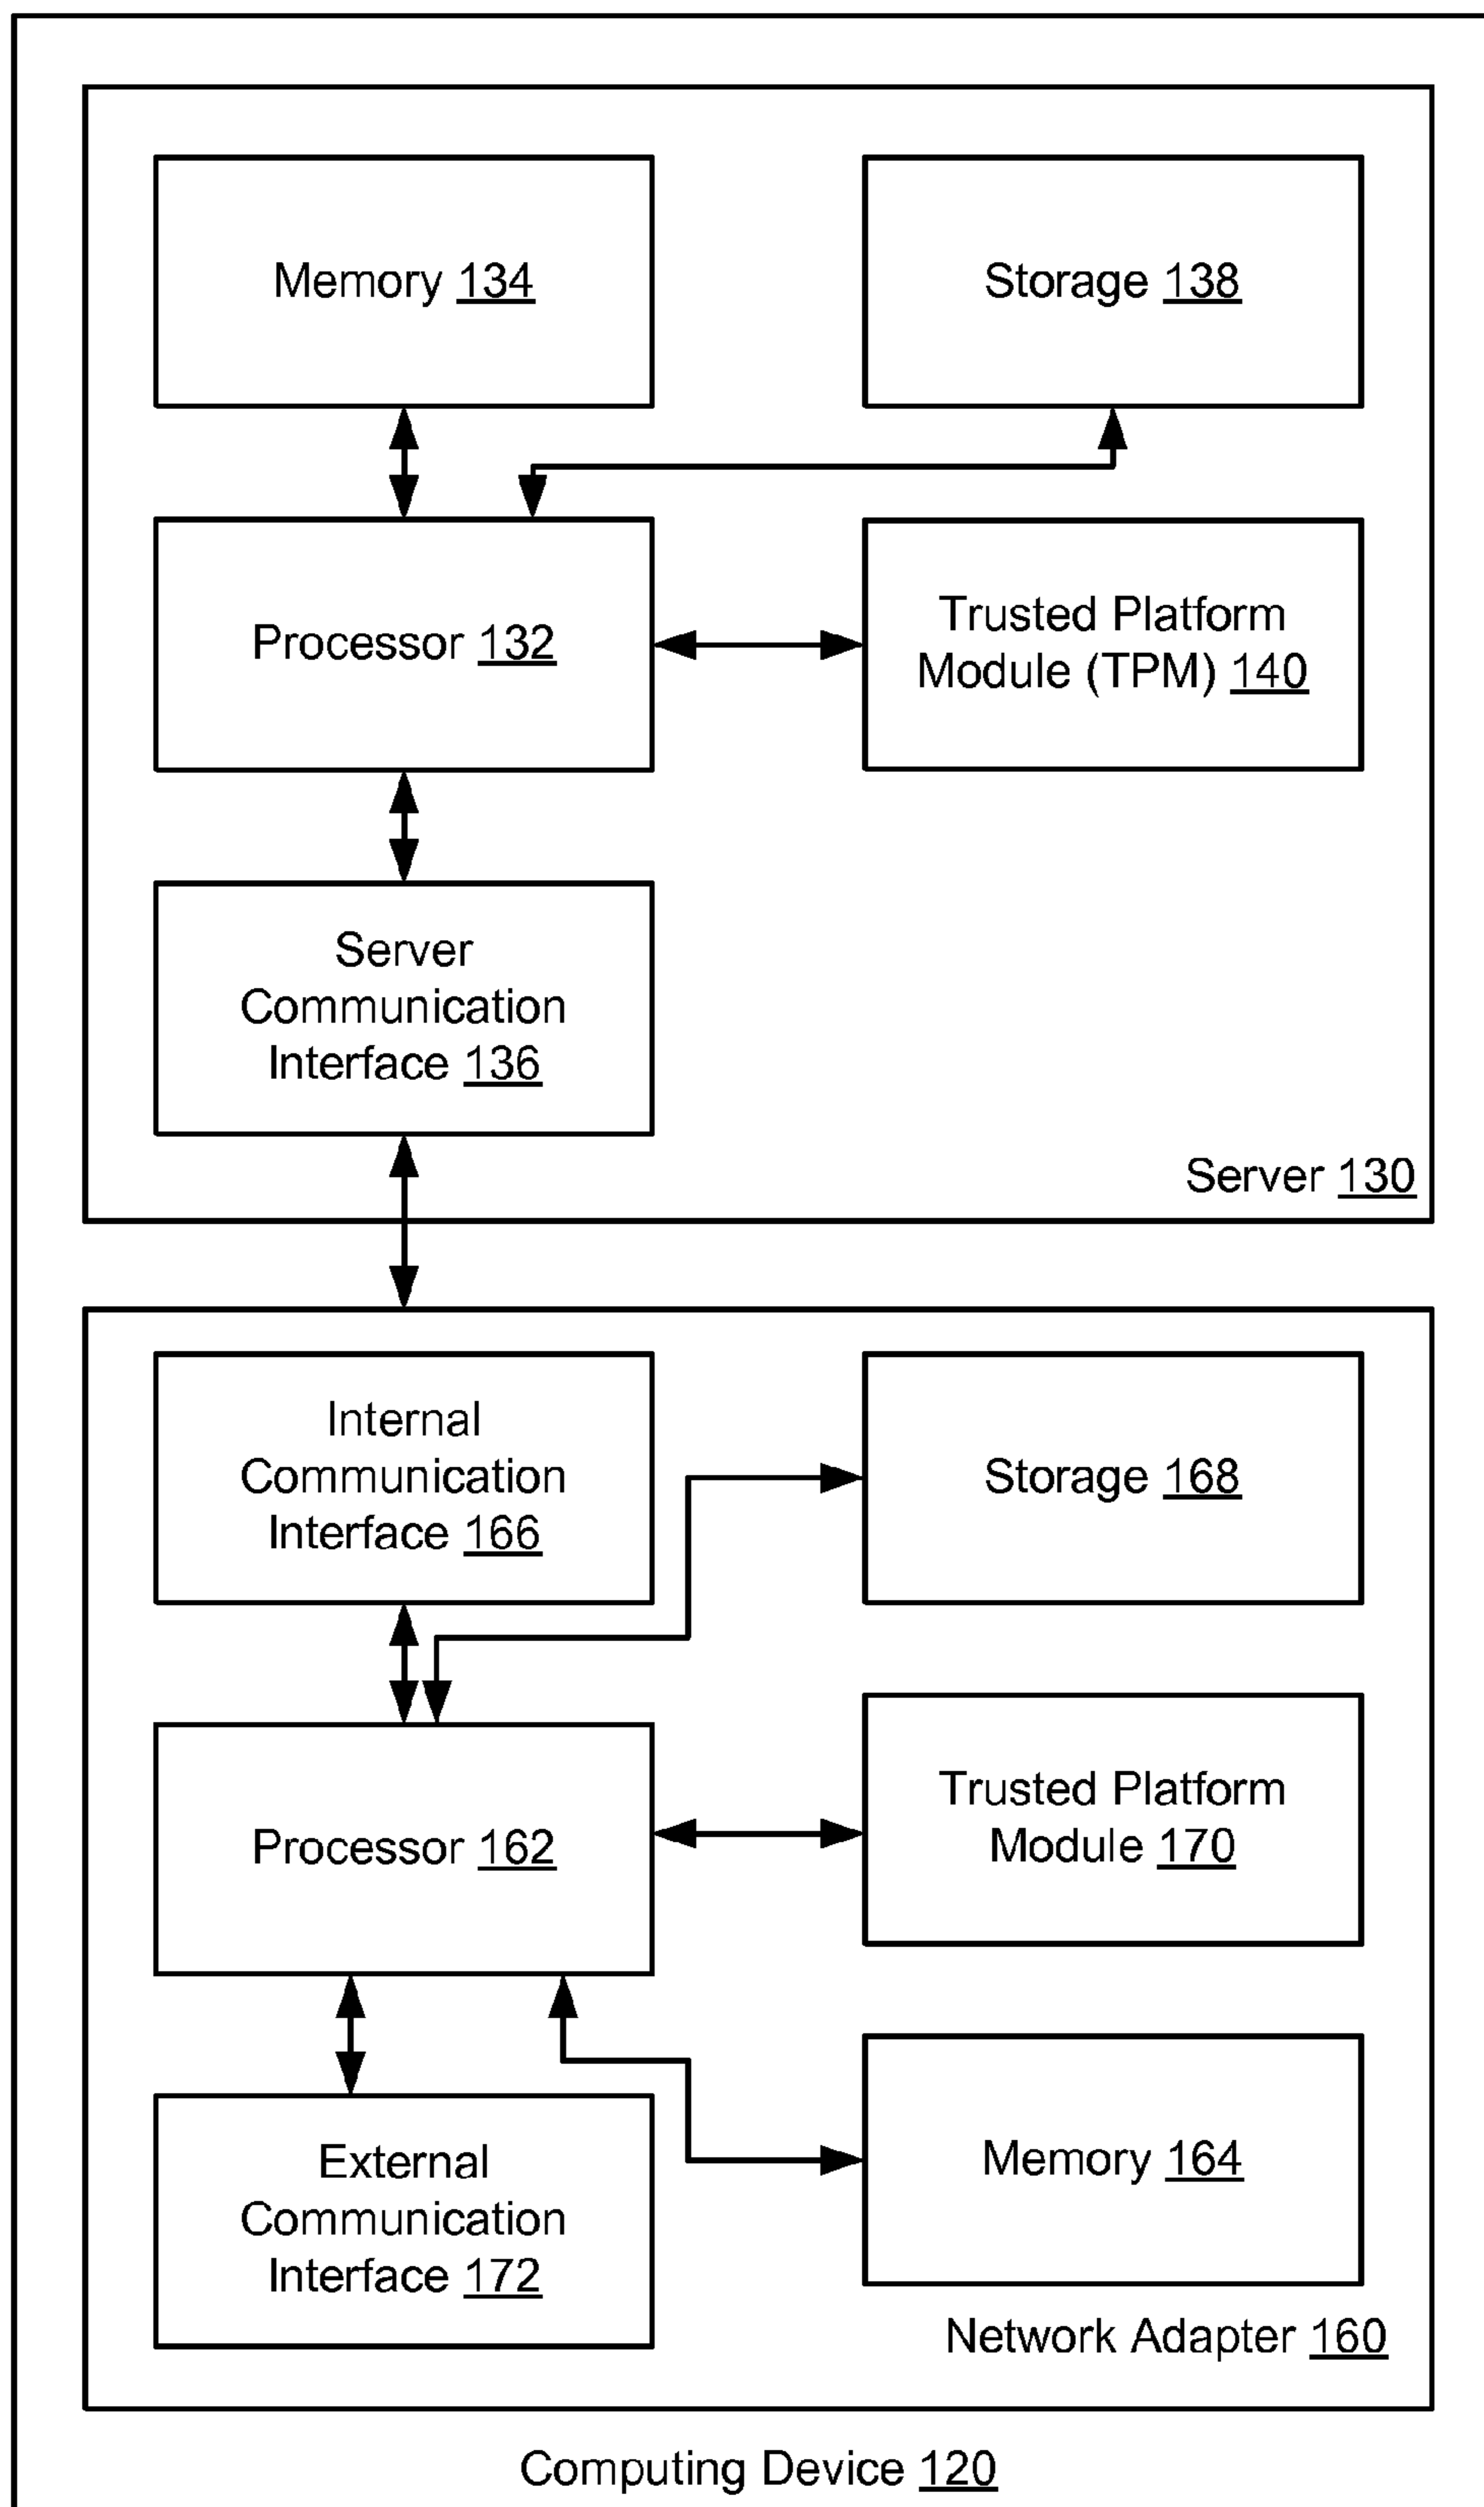 Memory 134
Storage 138
Processor 132
Trusted Platform
Module (TPM) 140
Server
Communication
Interface 136
Server 130
Internal
Communication
Interface 166
Storage 168
Processor 162
Trusted Platform
Module 170
External
Communication
Interface 172
Memory 164
Network Adapter 160
Computing Device 120